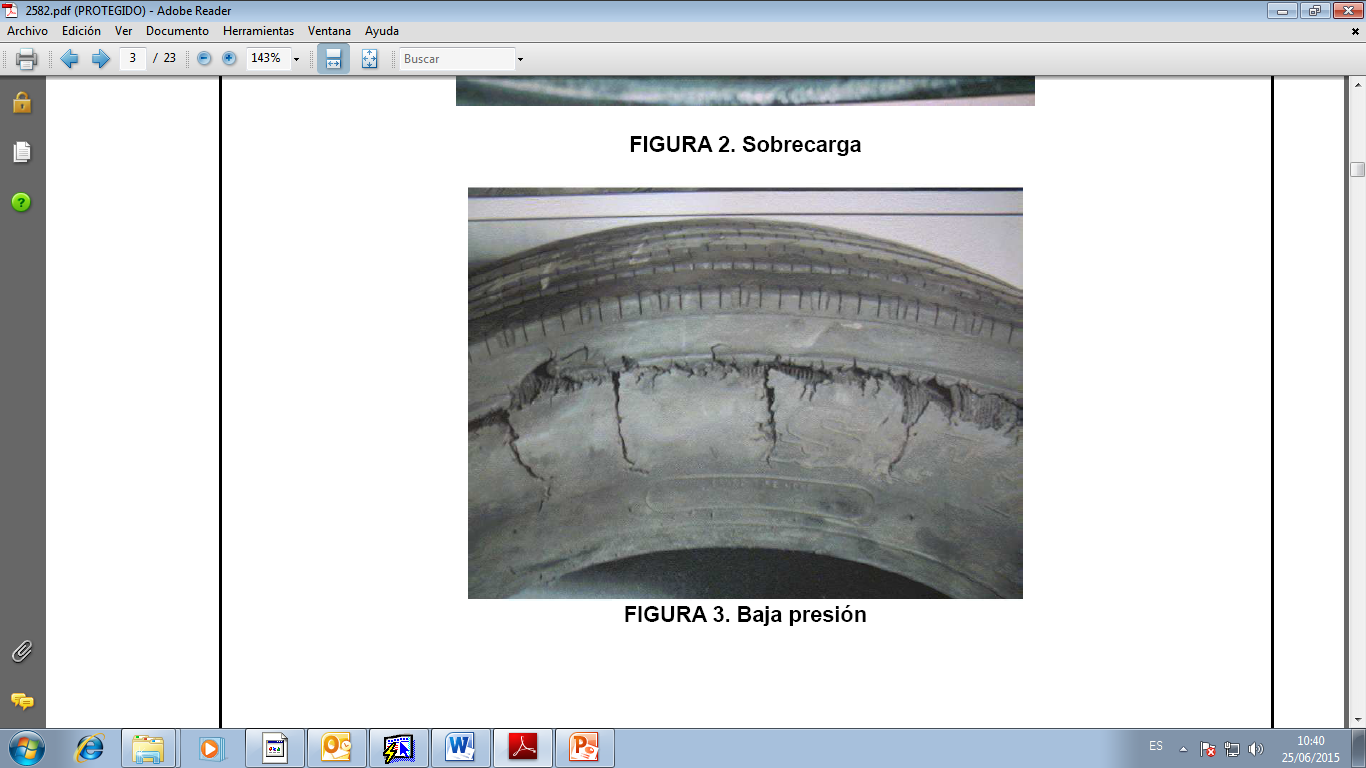 2582.pdf (PROTEGIDO) - Adobe Reader
Archivo Edición Ver Documento Herramientas Ventana Ayuda
3 / 23 143% Buscar
FIGURA 2. Sobrecarga
FIGURA 3. Baja presión
ES 10:40
25/06/2015